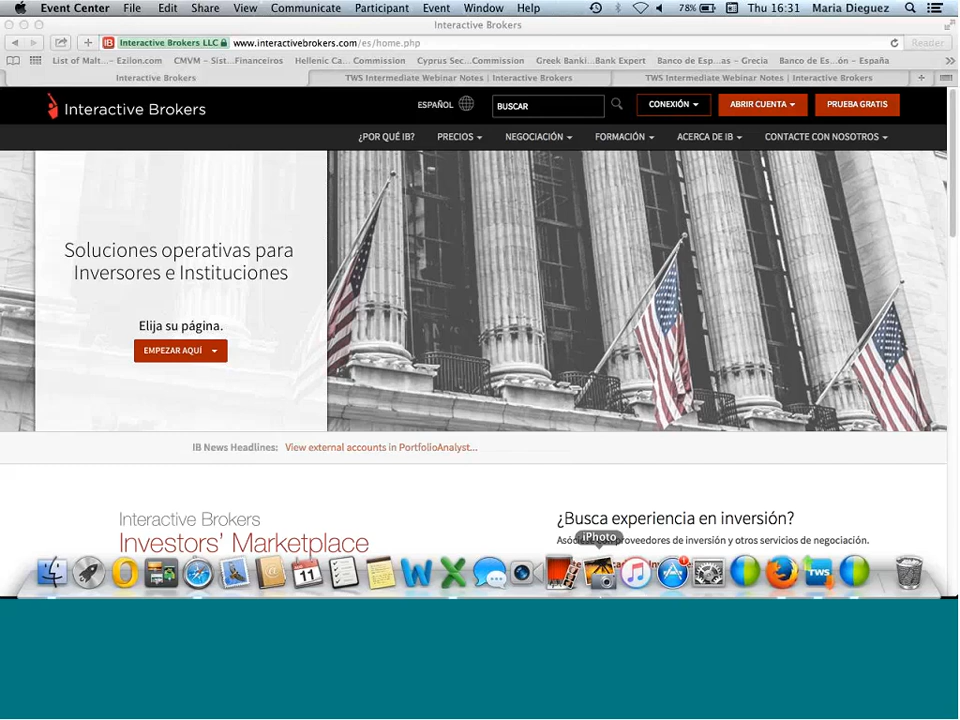 Event Center File Edit Share View Communicate Participant Event Window Help 78% Thu 16:31 Maria Dieguez
Interactive Brokers
Interactive Brokers LLC www.interactivebrokers.com/es/home.php Reader
List of Malt...– Ezilon.com CMVM – Sist...Financeiros Hellenic Ca... Commission Cyprus Sec...Commission Greek Banki...Bank Expert Banco de Esp...as – Grecia Banco de Es...ón – España
Interactive Brokers TWS Intermediate Webinar Notes | Interactive Brokers TWS Intermediate Webinar Notes | Interactive Brokers
Interactive Brokers ESPAÑOL BUSCAR CONEXIÓN ABRIR CUENTA PRUEBA GRATIS
¿POR QUÉ IB? PRECIOS NEGOCIACIÓN FORMACIÓN ACERCA DE IB CONTACTE CON NOSOTROS
Soluciones operativas para
Inversores e Instituciones
Elija su página.
EMPEZAR AQUÍ
IB News Headlines: View external accounts in PortfolioAnalyst...
Interactive Brokers
Investors' Marketplace
¿Busca experiencia en inversión?
proveedores de inversión y otros servicios de negociación.
iPhoto
JAN
11
TWS